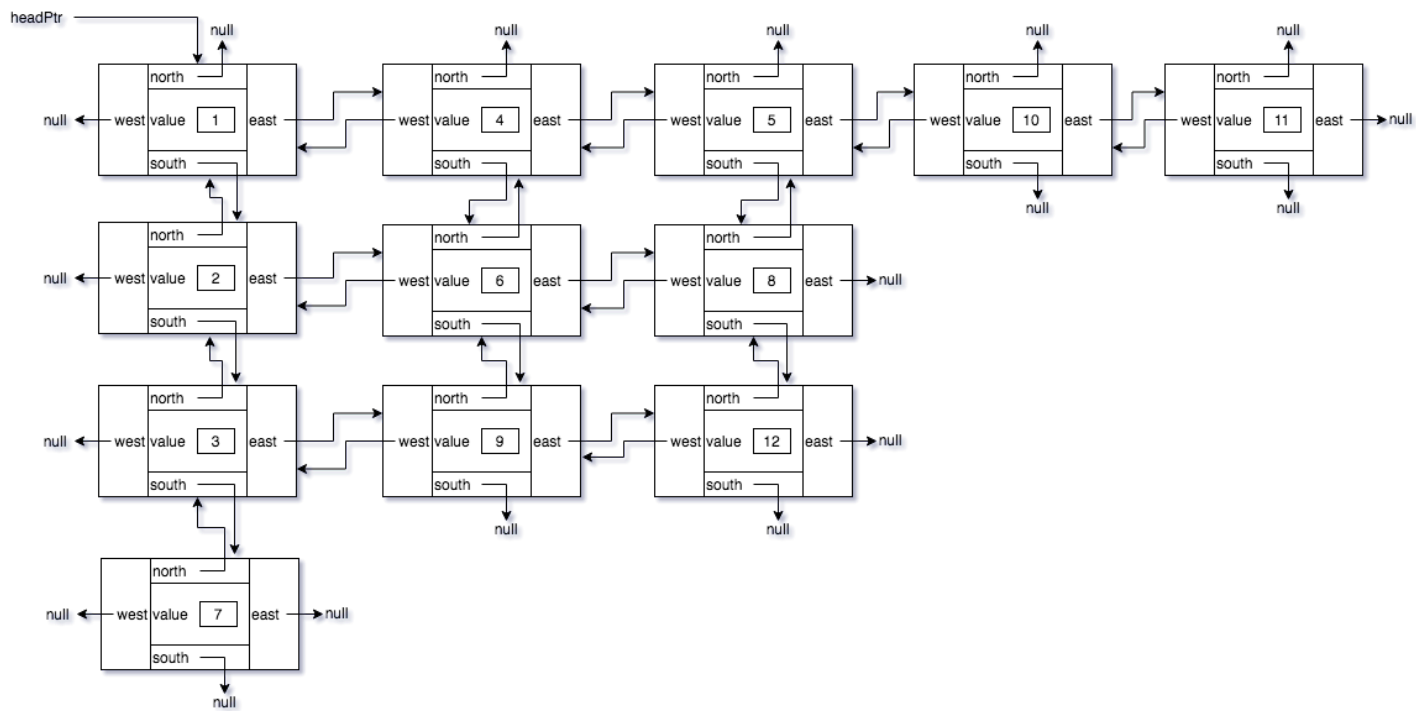 headPtr
null null null null null
north north north north north
null west value 1 east west value 4 east west value 5 east west value 10 east west value 11 east null
south south south south south
null null
north north north
null west value 2 east west value 6 east west value 8 east null
south south south
north north north
null west value 3 east west value 9 east west value 12 east null
south south south
null null
north
null west value 7 east null
south
null